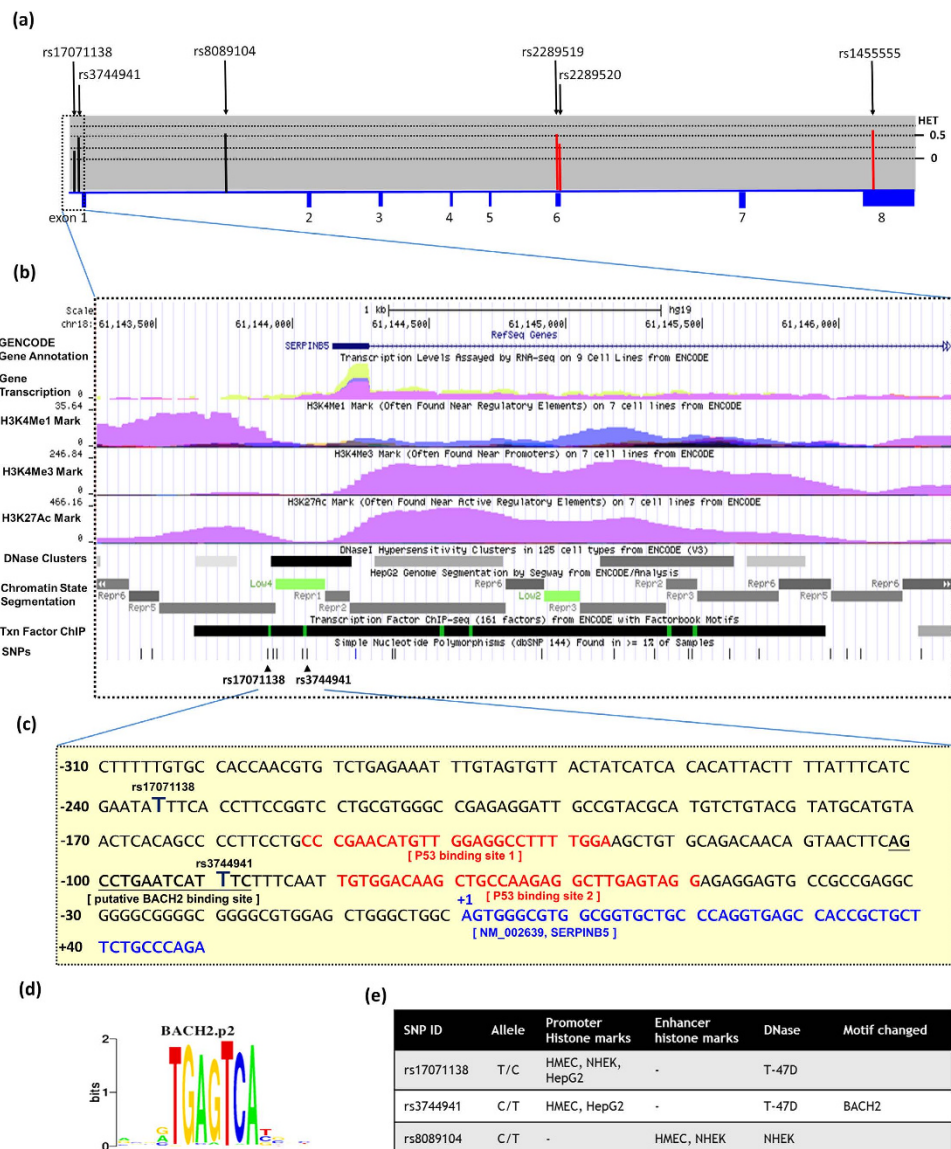 (a)
rs17071138
rs3744941
rs8089104
rs2289519
rs2289520
rs1455555
HET
0.5
0
exon 1 2 3 4 5 6 7 8
(b)
Scale 1 kb hg19
chr18: 61,143,500 61,144,000 61,144,500 61,145,000 61,145,500 61,146,000
GENCODE
Gene Annotation
RefSeq Genes
SERPINB5
Transcription Levels Assayed by RNA-seq on 9 Cell Lines from ENCODE
Gene
Transcription 0
H3K4Me1 Mark (Often Found Near Regulatory Elements) on 7 cell lines from ENCODE
35.64
H3K4Me1 Mark
0
H3K4Me3 Mark (Often Found Near Promoters) on 7 cell lines from ENCODE
246.84
H3K4Me3 Mark
0
H3K27Ac Mark (Often Found Near Active Regulatory Elements) on 7 cell lines from ENCODE
466.16
H3K27Ac Mark
0
DNaseI Hypersensitivity Clusters in 125 cell types from ENCODE (V3)
DNase Clusters
HepG2 Genome Segmentation by Segway from ENCODE/Analysis
Chromatin State
Segmentation
Low4 Repr6 Repr2 Repr6 Repr6
Repr6 Repr1 Low2
Repr5 Repr2 Repr3 Repr3 Repr5
Transcription Factor ChIP-seq (161 factors) from ENCODE with Factorbook Motifs
Txn Factor ChIP
Simple Nucleotide Polymorphisms (dbSNP 144) Found in >= 1% of Samples
SNPs
rs17071138 rs3744941
(c)
-310 CTTTTTGTGC CACCAACGTG TCTGAGAAAT TTGTAGTGTT ACTATCATCA CACATTACTT TTATTTCATC
rs17071138
-240 GAATATTTCA CCTTCCGGTC CTGCGTGGGC CGAGAGGATT GCCGTACGCA TGTCTGTACG TATGCATGTA
-170 ACTCACAGCC CCTTCCTGCC CGAACATGTT GGAGGCCTTT TGGAAGCTGT GCAGACAACA GTAACTTCAG
[ P53 binding site 1 ]
rs3744941
-100 CCTGAATCAT TTCTTTCAAT TGTGGACAAGC TGCCAAGAG GCTTGAGTAGG GAGAGGAGTG CCGCCGAGGC
[ putative BACH2 binding site ] [ P53 binding site 2 ]
+1
-30 GGGGCGGGGC GGGGCGTGGA GCTGGGCTGGC AGTGGGCGTG GCGGTGCTGC CCAGGTGAGC CACCGCTGCT
[ NM_002639, SERPINB5 ]
+40 TCTGCCCAGA
(d)
BACH2.p2
2
bits
1
0
TGAGTCA
(e)
SNP ID Allele Promoter Histone marks Enhancer histone marks DNase Motif changed
rs17071138 T/C HMEC, NHEK, HepG2 - T-47D
rs3744941 C/T HMEC, HepG2 - T-47D BACH2
rs8089104 C/T - HMEC, NHEK NHEK